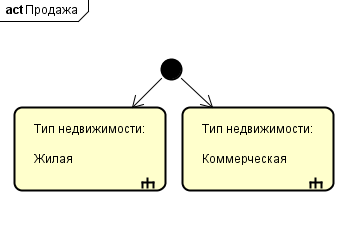 act Продажа
Тип недвижимости: Тип недвижимости:
Жилая Коммерческая